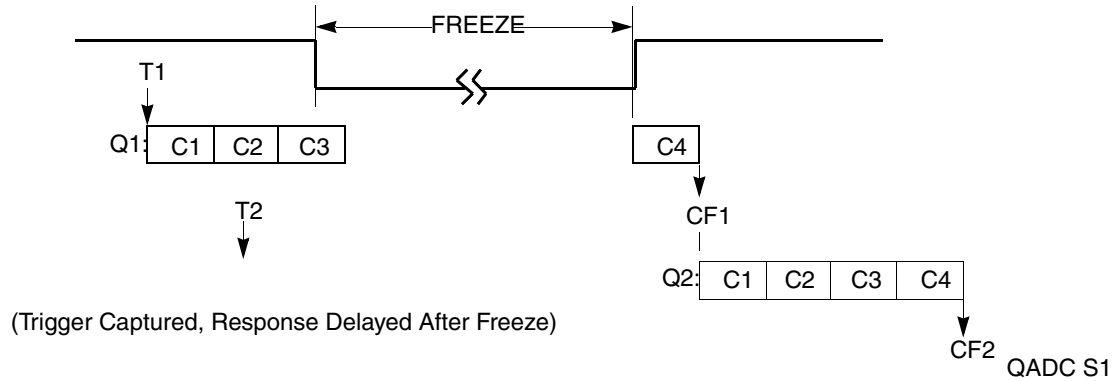 FREEZE
T1
Q1: C1 C2 C3
C4
T2
CF1
Q2: C1 C2 C3 C4
(Trigger Captured, Response Delayed After Freeze)
CF2
QADC S1